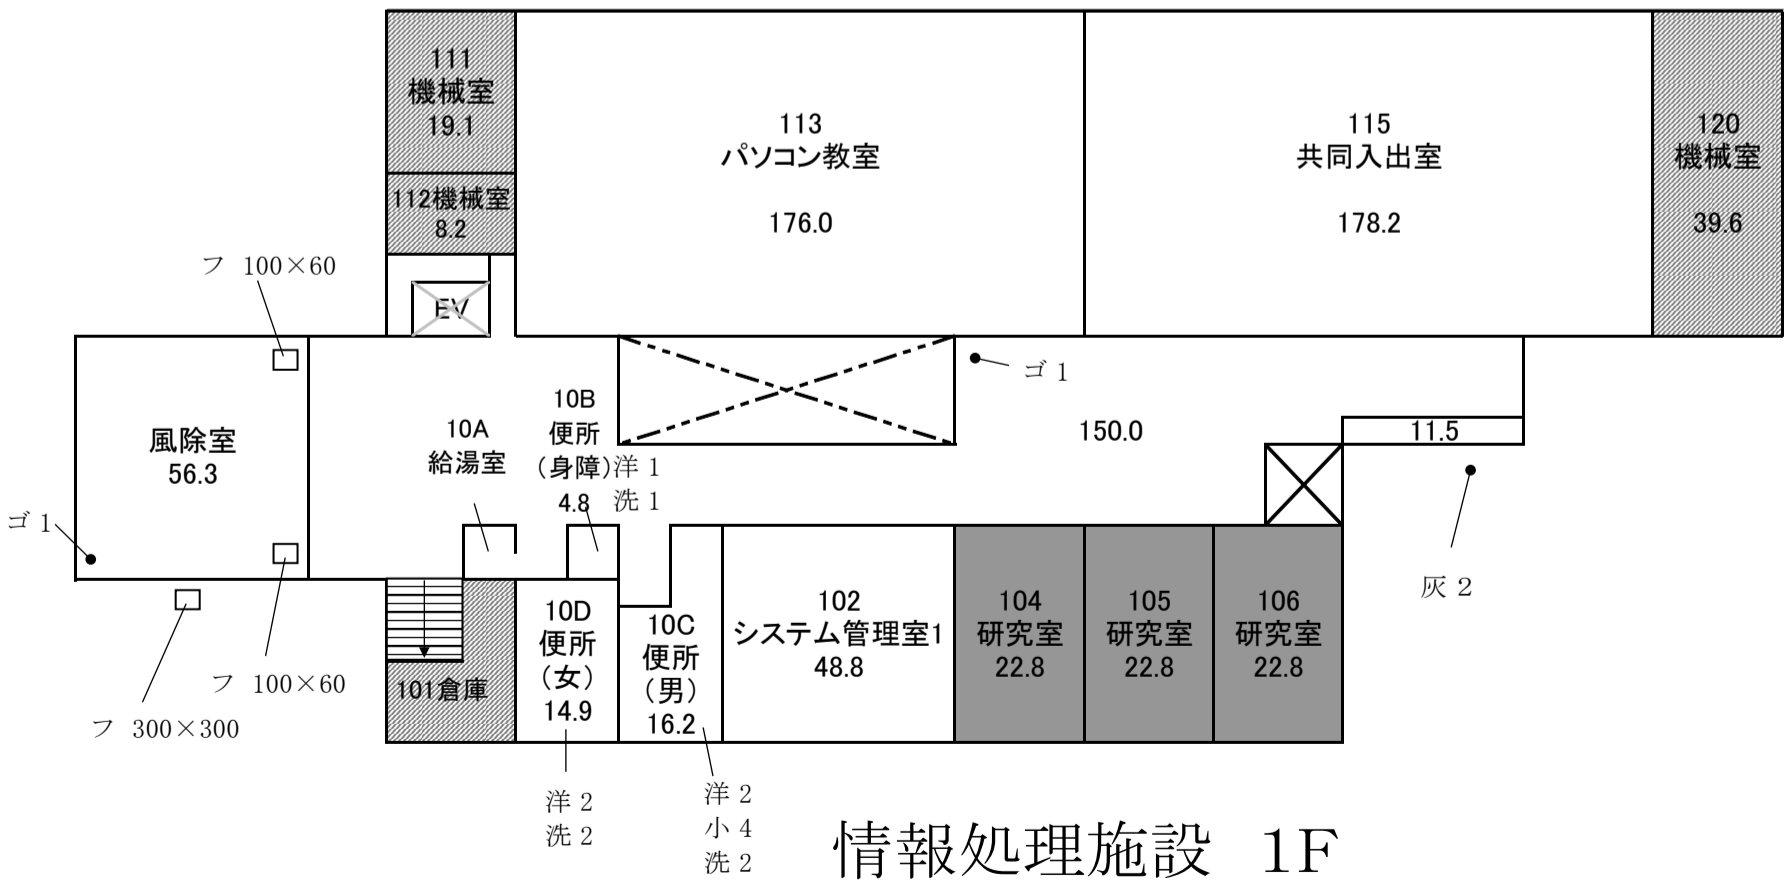 111
機械室
19.1
112機械室
8.2
113
パソコン教室
176.0
115
共同入出室
178.2
120
機械室
39.6
フ 100×60
EV
ゴ1
風除室
56.3
10A
給湯室
10B
便所
（身障）
4.8
洋1
洗1
150.0
11.5
ゴ1
灰2
フ 100×60
フ 300×300
101倉庫
10D
便所
（女）
14.9
10C
便所
（男）
16.2
102
システム管理室1
48.8
104
研究室
22.8
105
研究室
22.8
106
研究室
22.8
洋2
洗2
洋2
小4
洗2
情報処理施設 1F